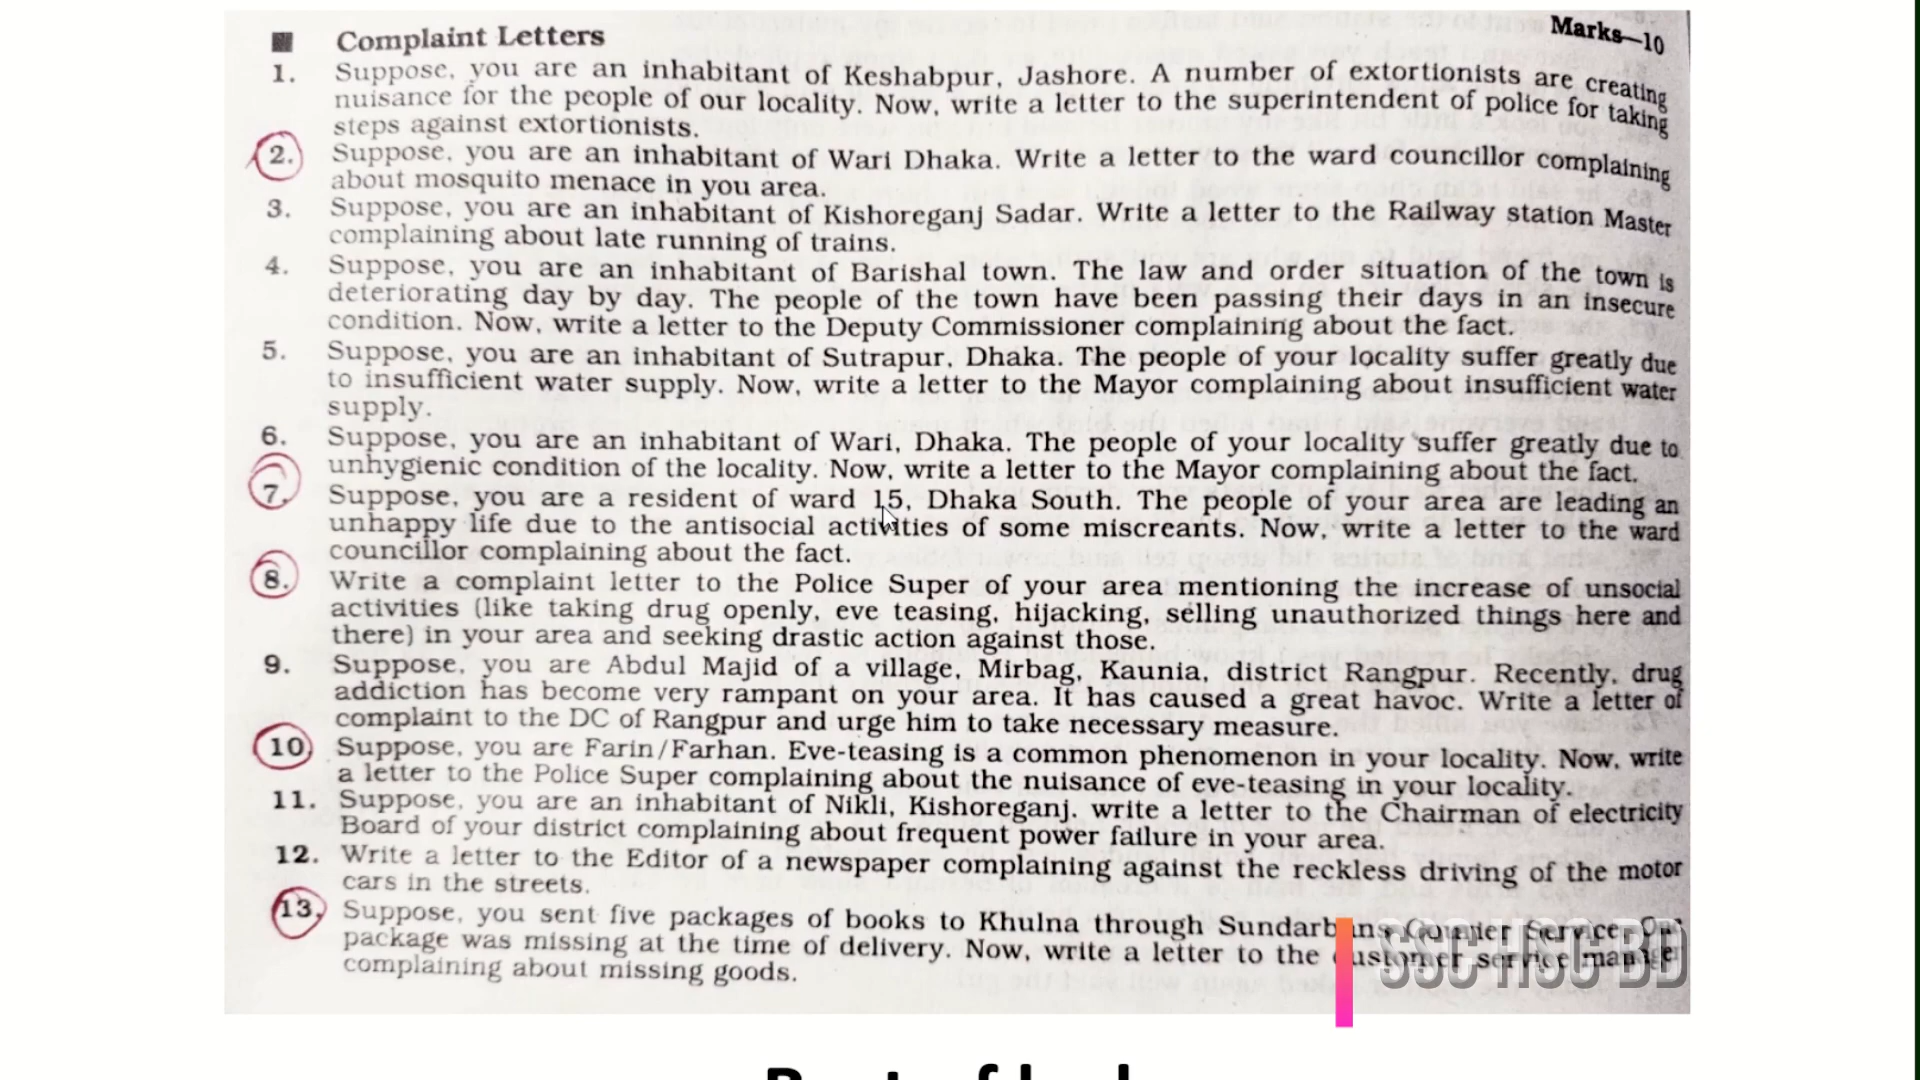 Complaint Letters
Marks—10
1. Suppose, you are an inhabitant of Keshabpur, Jashore. A number of extortionists are creating
nuisance for the people of our locality. Now, write a letter to the superintendent of police for taking
steps against extortionists.
2. Suppose, you are an inhabitant of Wari Dhaka. Write a letter to the ward councillor complaining
about mosquito menace in you area.
3. Suppose, you are an inhabitant of Kishoreganj Sadar. Write a letter to the Railway station Master
complaining about late running of trains.
4. Suppose, you are an inhabitant of Barishal town. The law and order situation of the town is
deteriorating day by day. The people of the town have been passing their days in an insecure
condition. Now, write a letter to the Deputy Commissioner complaining about the fact.
5. Suppose, you are an inhabitant of Sutrapur, Dhaka. The people of your locality suffer greatly due
to insufficient water supply. Now, write a letter to the Mayor complaining about insufficient water
supply.
6. Suppose, you are an inhabitant of Wari, Dhaka. The people of your locality suffer greatly due to
unhygienic condition of the locality. Now, write a letter to the Mayor complaining about the fact.
7. Suppose, you are a resident of ward 15, Dhaka South. The people of your area are leading an
unhappy life due to the antisocial activities of some miscreants. Now, write a letter to the ward
councillor complaining about the fact.
8. Write a complaint letter to the Police Super of your area mentioning the increase of unsocial
activities (like taking drug openly, eve teasing, hijacking, selling unauthorized things here and
there) in your area and seeking drastic action against those.
9. Suppose, you are Abdul Majid of a village, Mirbag, Kaunia, district Rangpur. Recently, drug
addiction has become very rampant on your area. It has caused a great havoc. Write a letter of
complaint to the DC of Rangpur and urge him to take necessary measure.
10 Suppose, you are Farin/Farhan. Eve-teasing is a common phenomenon in your locality. Now, write
a letter to the Police Super complaining about the nuisance of eve-teasing in your locality.
11. Suppose, you are an inhabitant of Nikli, Kishoreganj. write a letter to the Chairman of electricity
Board of your district complaining about frequent power failure in your area.
12. Write a letter to the Editor of a newspaper complaining against the reckless driving of the motor
cars in the streets.
13. Suppose, you sent five packages of books to Khulna through Sundarbans Courier Service. One
package was missing at the time of delivery. Now, write a letter to the customer service manager
complaining about missing goods.
SSC HSC BD